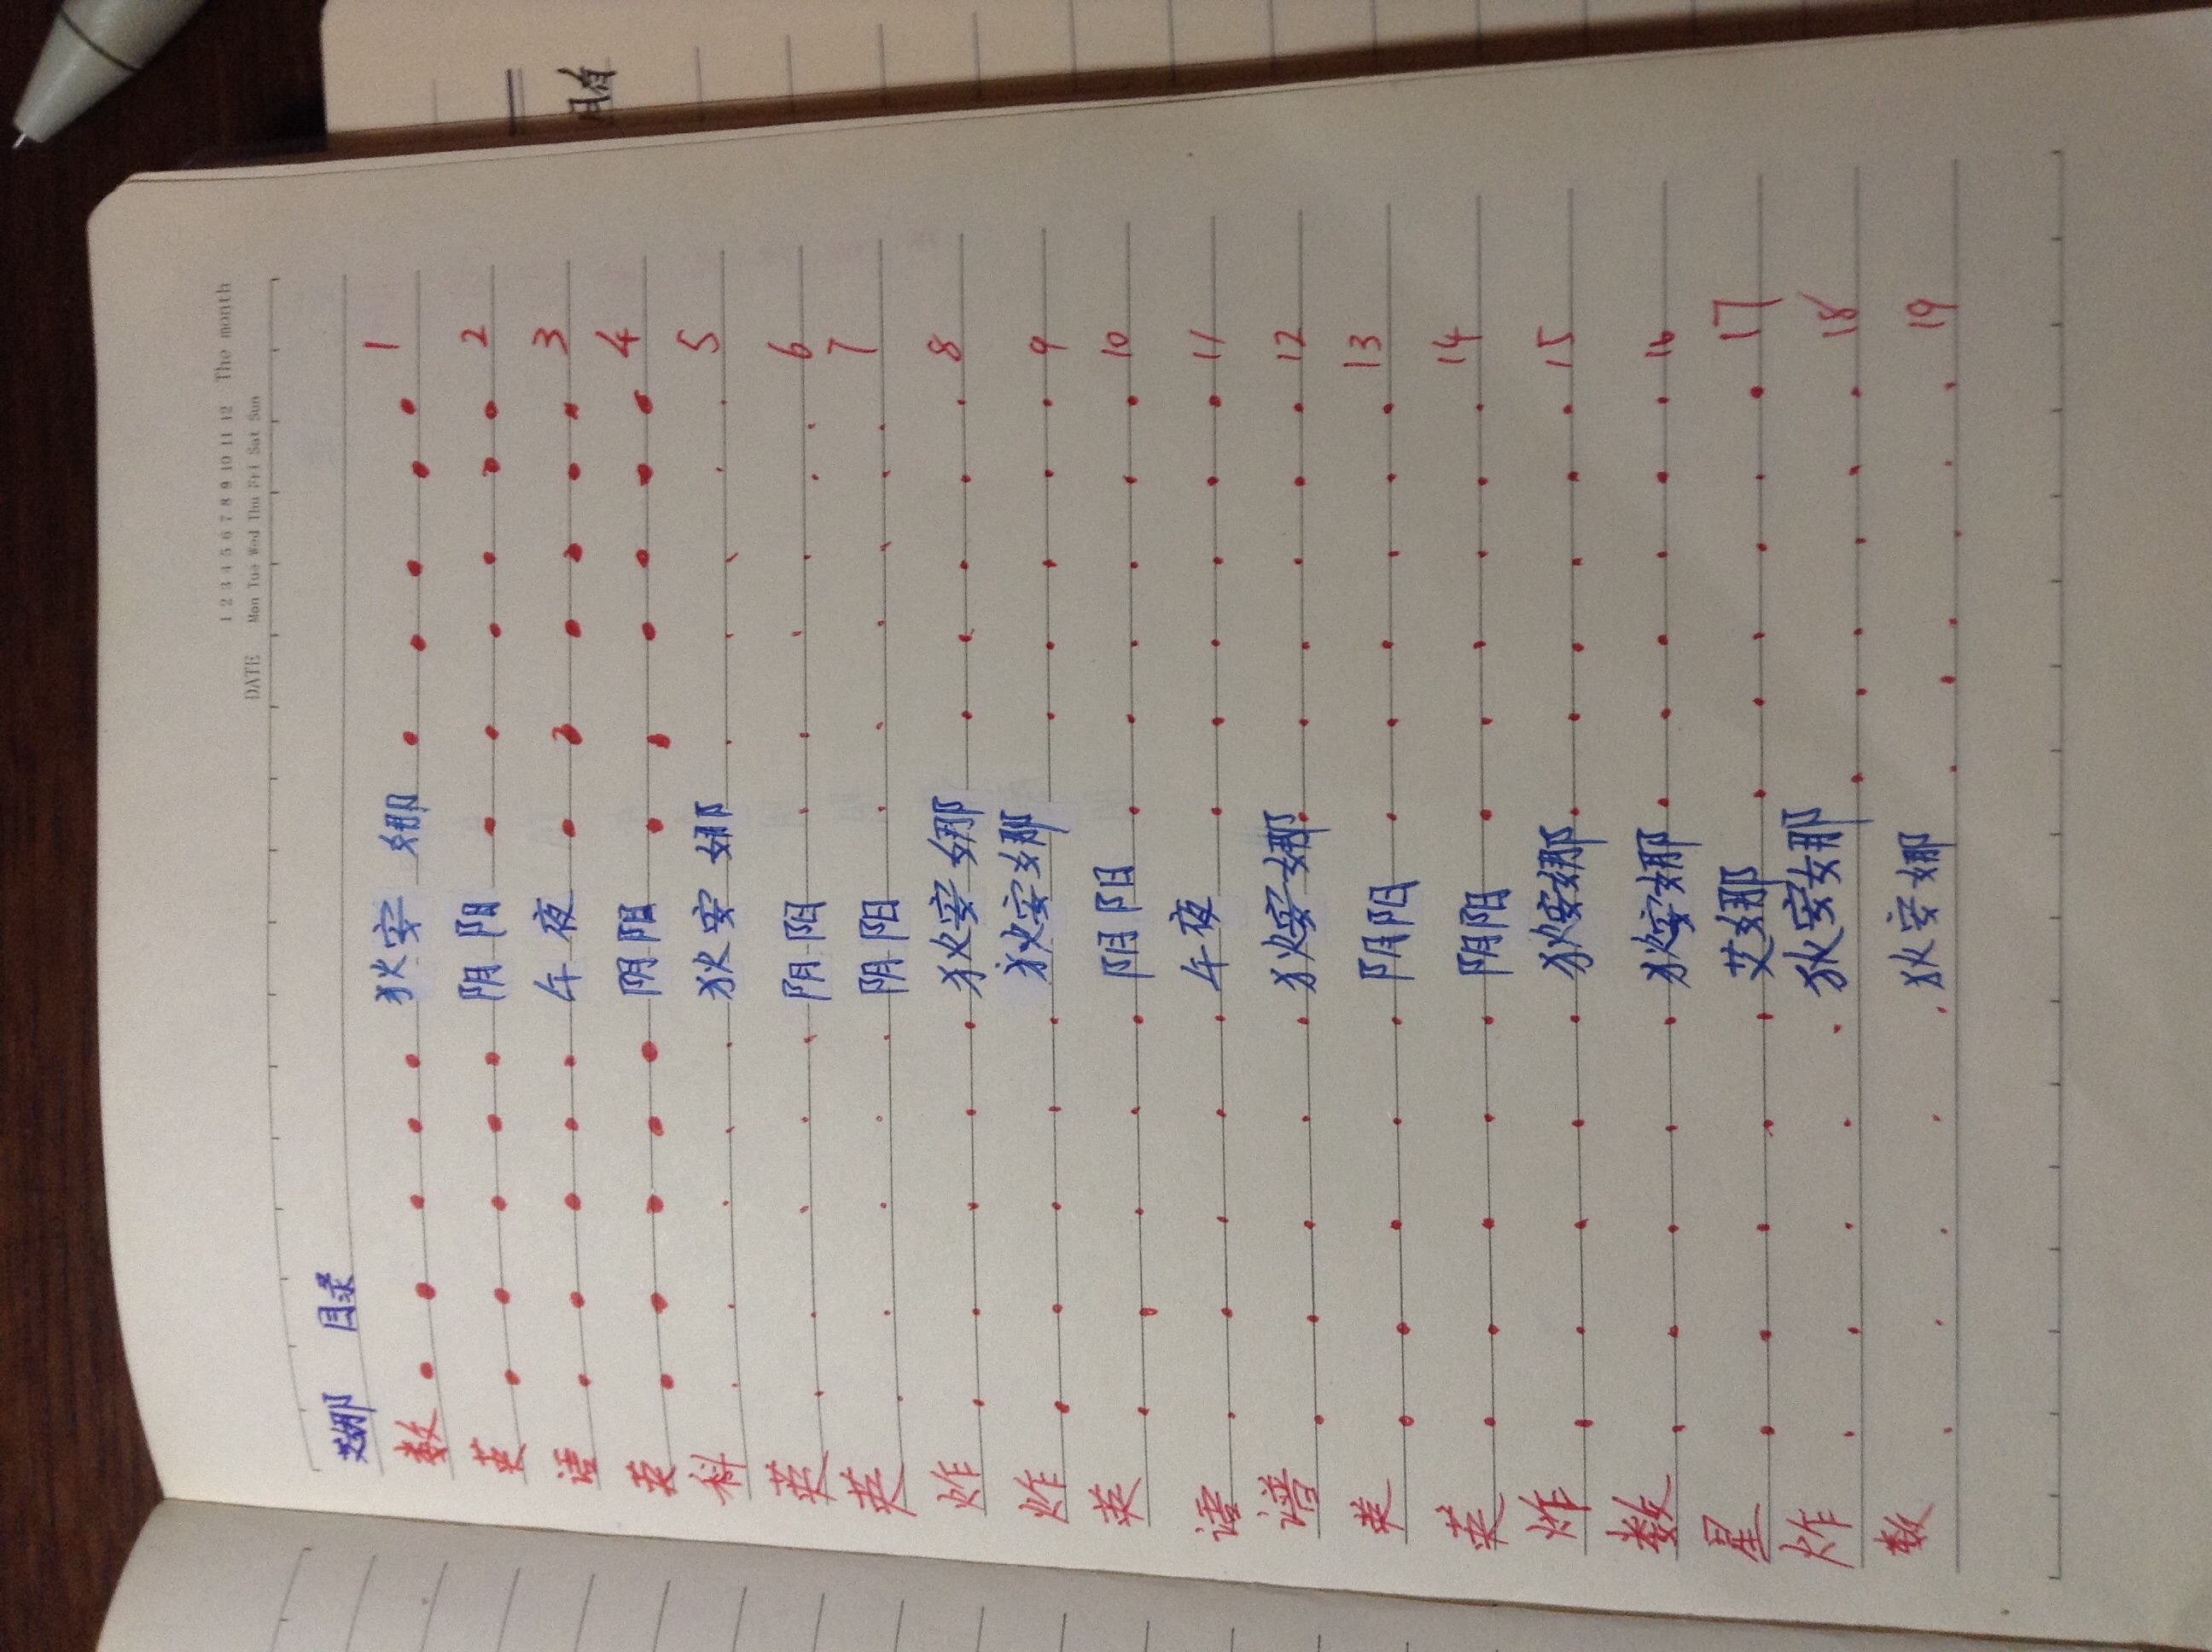 1 2 3 4 5 6 7 8 9 10 11 12 The month
DATE Mon Tue Wed Thu Fri Sat Sun
艾娜 目录
数 狄安娜 1
英 阴阳 2
语 午夜 3
英 阴阳 4
科 狄安娜 5
英 阴阳 6
英 阴阳 7
炸 狄安娜 8
炸 狄安娜 9
英 阴阳 10
语 午夜 11
谱 狄安娜 12
英 阴阳 13
英 阴阳 14
炸 狄安娜 15
数 狄安娜 16
星 艾娜 17
炸 狄安娜 18
数 狄安娜 19